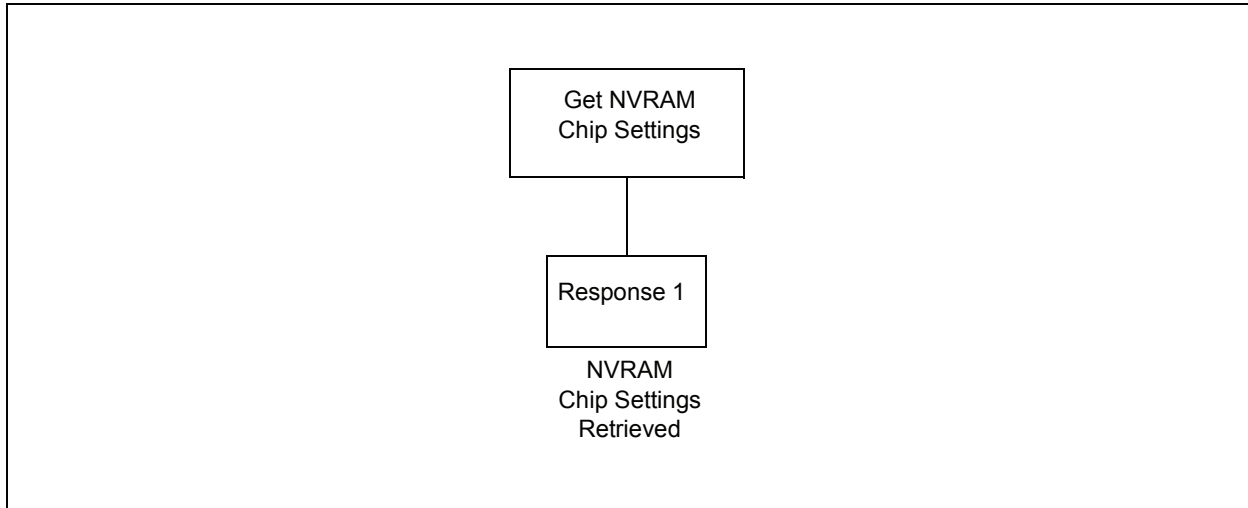 Get NVRAM
Chip Settings
Response 1
NVRAM
Chip Settings
Retrieved